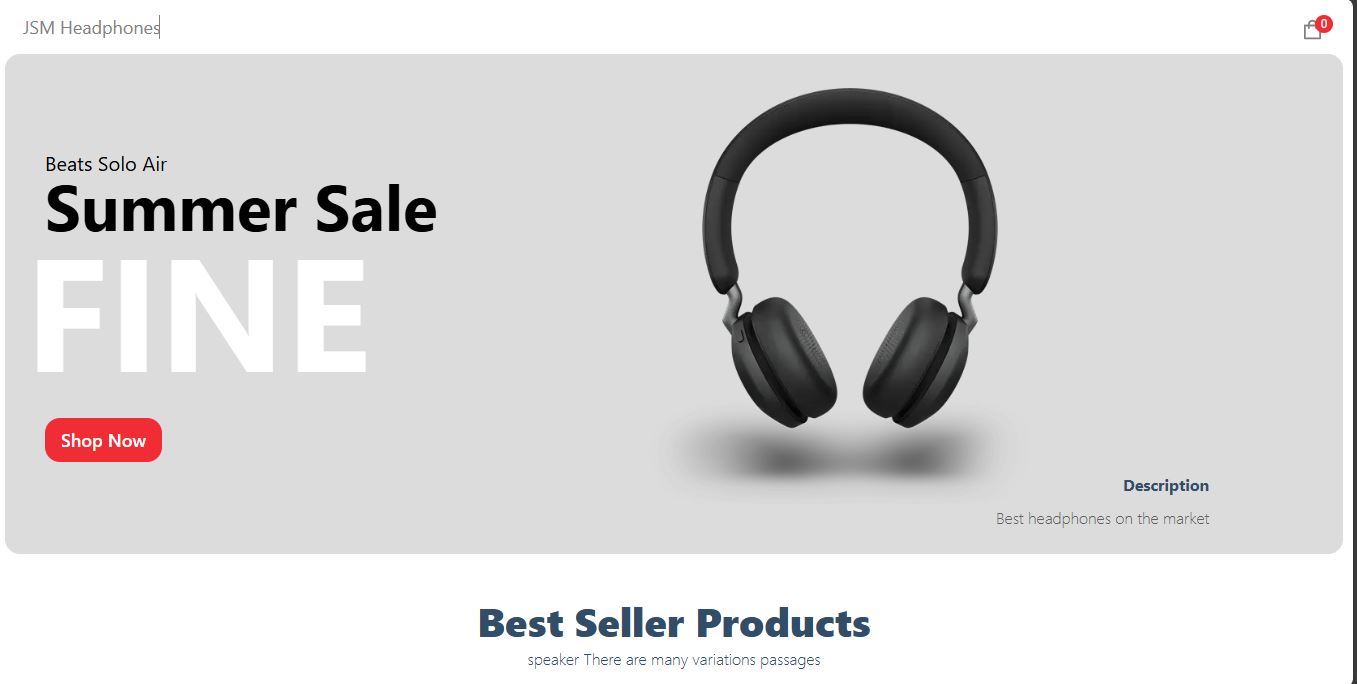 JSM Headphones
0
Beats Solo Air
Summer Sale
FINE
Shop Now
Description
Best headphones on the market
Best Seller Products
speaker There are many variations passages